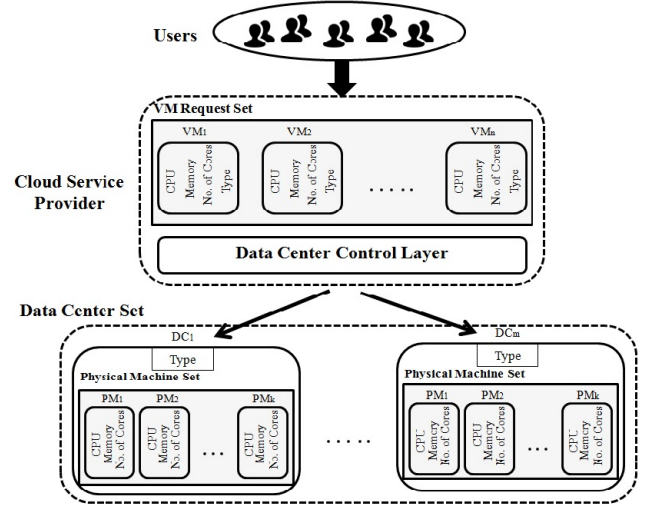 Users
VM Request Set
VM1
VM2
VMn
CPU
Memory
No. of Cores
Type
CPU
Memory
No. of Cores
Type
.....
CPU
Memory
No. of Cores
Type
Cloud Service
Provider
Data Center Control Layer
Data Center Set
DC1
Type
Physical Machine Set
PM1
PM2
PMk
CPU
Memory
No. of Cores
CPU
Memory
No. of Cores
...
CPU
Memory
No. of Cores
.....
DCm
Type
Physical Machine Set
PM1
PM2
PMk
CPU
Memory
No. of Cores
CPU
Memory
No. of Cores
...
CPU
Memory
No. of Cores